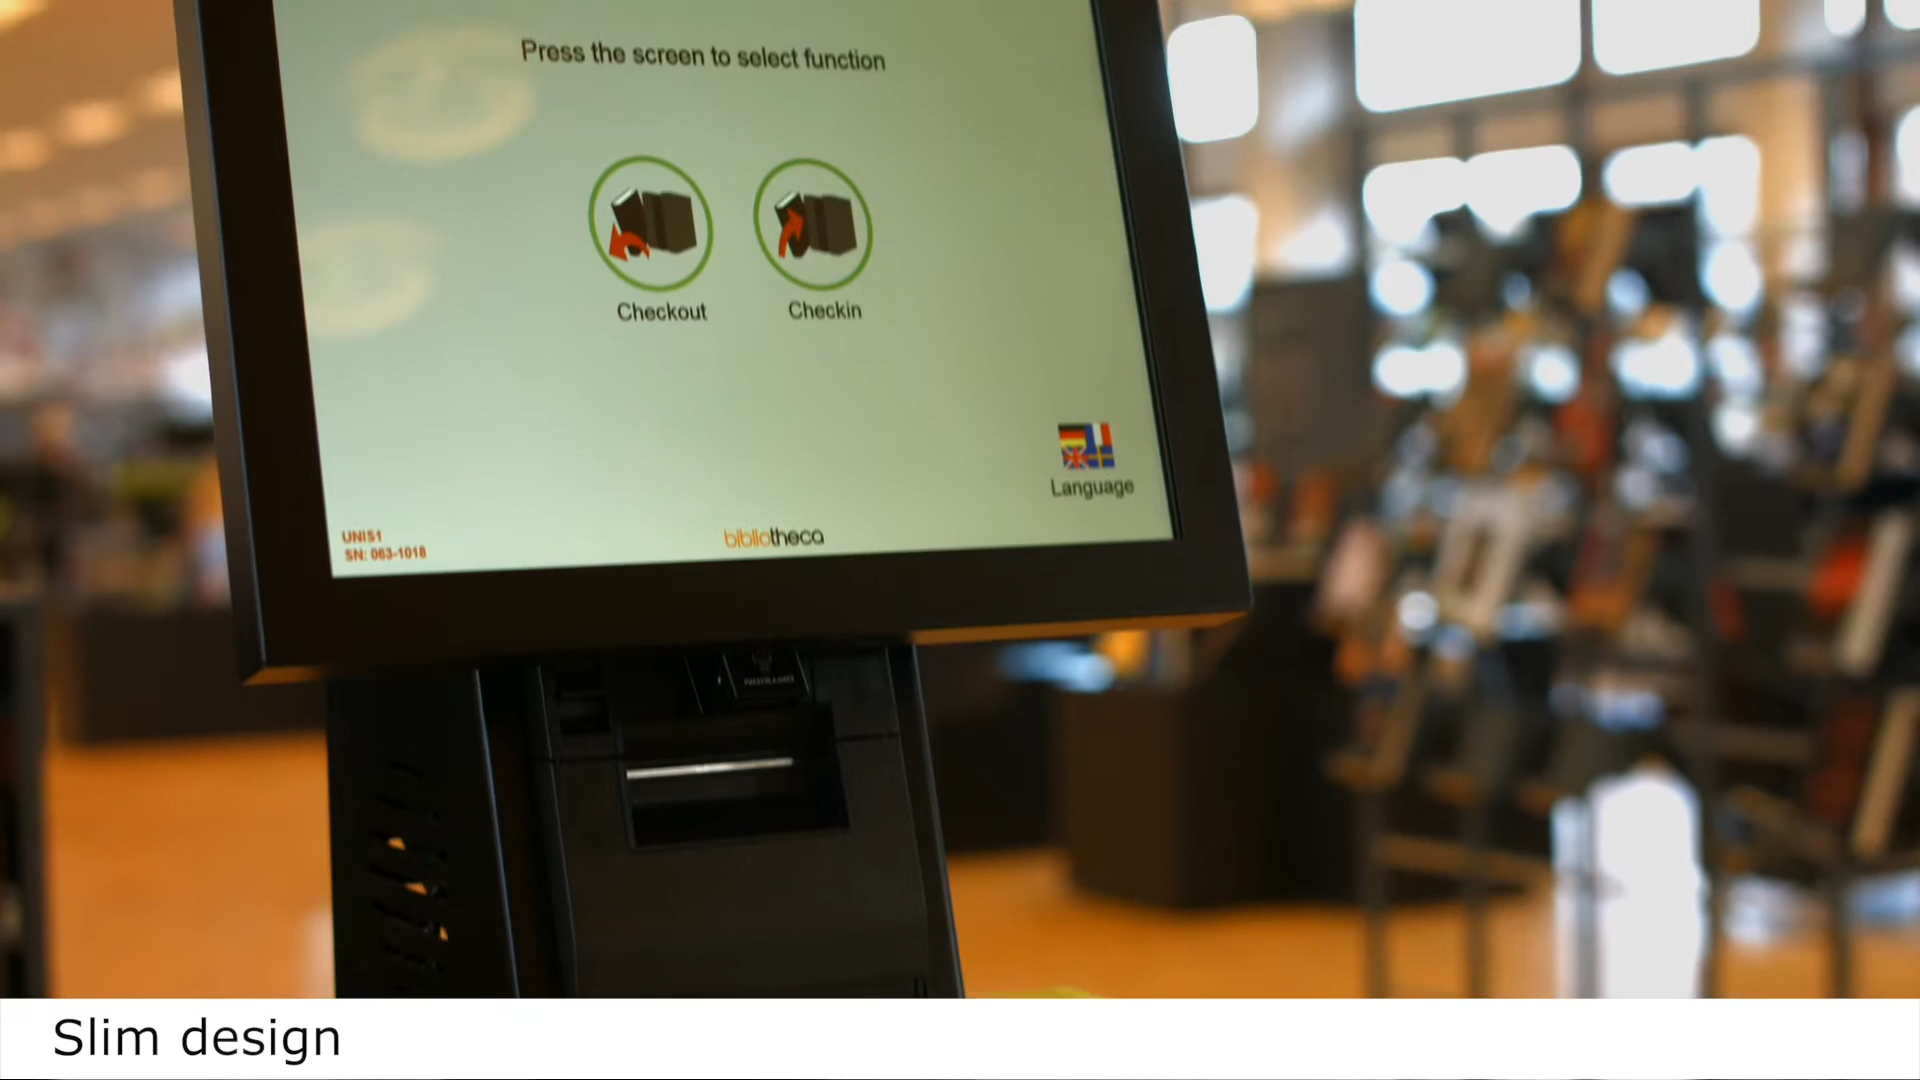 Press the screen to select function
Checkout
Checkin
Language
UNIS1
SN: 063-1018
bibliotheca
Slim design